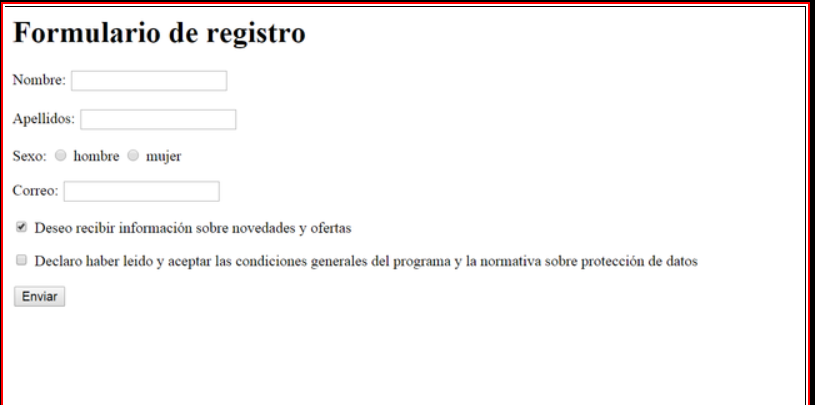 Formulario de registro
Nombre:
Apellidos:
Sexo: hombre mujer
Correo:
Deseo recibir información sobre novedades y ofertas
Declaro haber leido y aceptar las condiciones generales del programa y la normativa sobre protección de datos
Enviar